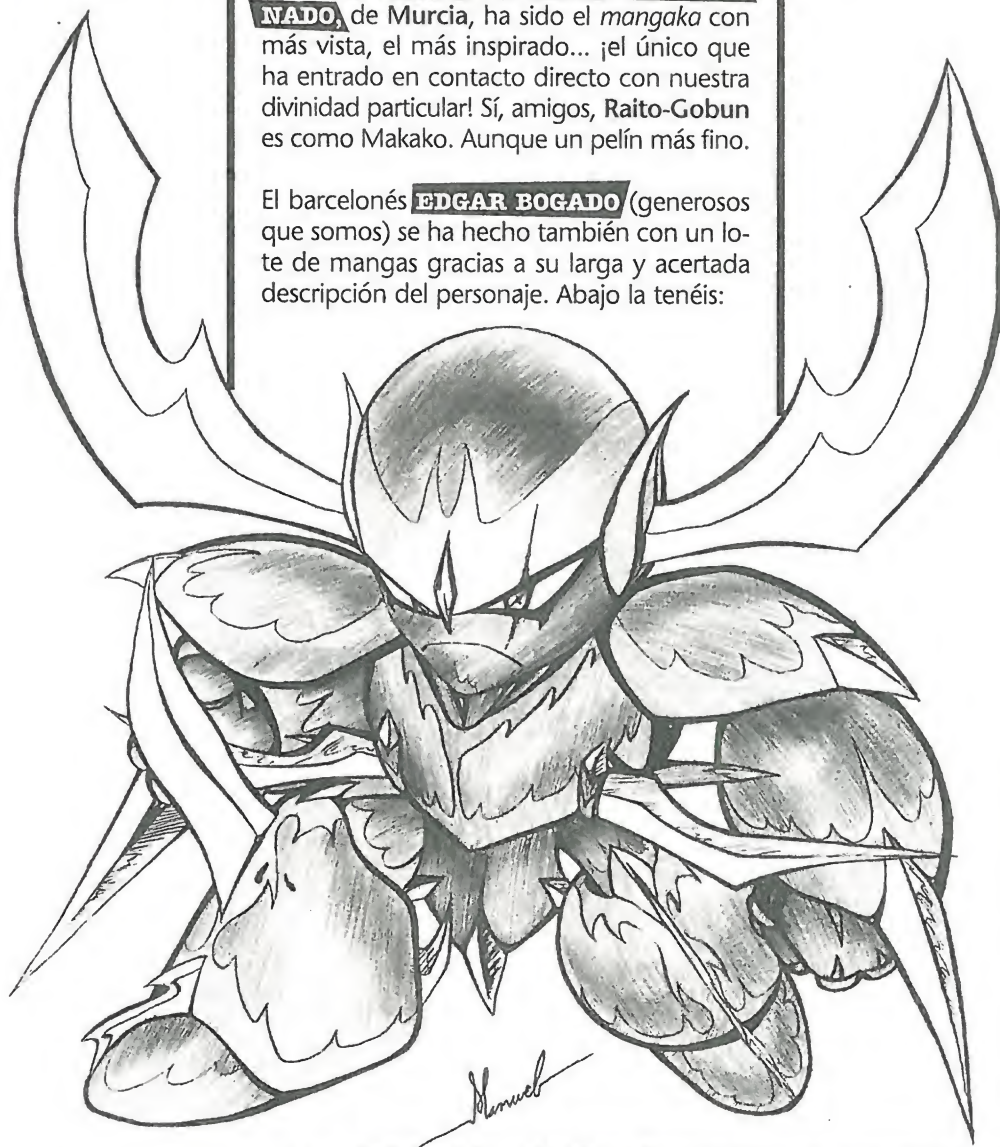 NADO, de Murcia, ha sido el mangaka con
más vista, el más inspirado... ¡el único que
ha entrado en contacto directo con nuestra
divinidad particular! Sí, amigos, Raito-Gobun
es como Makako. Aunque un pelín más fino.
El barcelonés EDGAR BOGADO (generosos
que somos) se ha hecho también con un lo-
te de mangas gracias a su larga y acertada
descripción del personaje. Abajo la tenéis:
Manuel